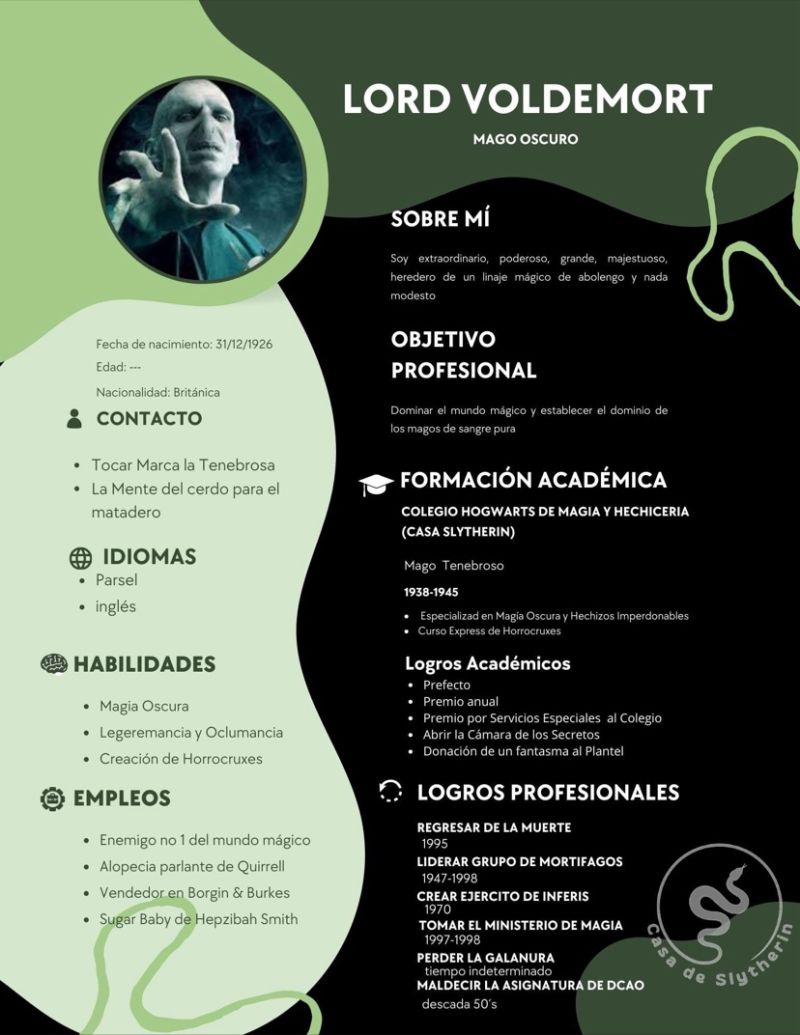 LORD VOLDEMORT
MAGO OSCURO
SOBRE MÍ
Soy extraordinario, poderoso, grande, majestuoso,
heredero de un linaje mágico de abolengo y nada
modesto
OBJETIVO
PROFESIONAL
Dominar el mundo mágico y establecer el dominio de
los magos de sangre pura
FORMACIÓN ACADÉMICA
COLEGIO HOGWARTS DE MAGIA Y HECHICERIA
(CASA SLYTHERIN)
Mago Tenebroso
1938-1945
• Especializad en Magía Oscura y Hechizos Imperdonables
• Curso Express de Horrocruxes
Logros Académicos
• Prefecto
• Premio anual
• Premio por Servicios Especiales al Colegio
• Abrir la Cámara de los Secretos
• Donación de un fantasma al Plantel
LOGROS PROFESIONALES
REGRESAR DE LA MUERTE
1995
LIDERAR GRUPO DE MORTIFAGOS
1947-1998
CREAR EJERCITO DE INFERIS
1970
TOMAR EL MINISTERIO DE MAGIA
1997-1998
PERDER LA GALANURA
tiempo indeterminado
MALDECIR LA ASIGNATURA DE DCAO
descada 50´s
Fecha de nacimiento: 31/12/1926
Edad: ---
Nacionalidad: Británica
CONTACTO
• Tocar Marca la Tenebrosa
• La Mente del cerdo para el
matadero
IDIOMAS
• Parsel
• inglés
HABILIDADES
• Magia Oscura
• Legeremancia y Oclumancia
• Creación de Horrocruxes
EMPLEOS
• Enemigo no 1 del mundo mágico
• Alopecia parlante de Quirrell
• Vendedor en Borgin & Burkes
• Sugar Baby de Hepzibah Smith
Casa de Slytherin